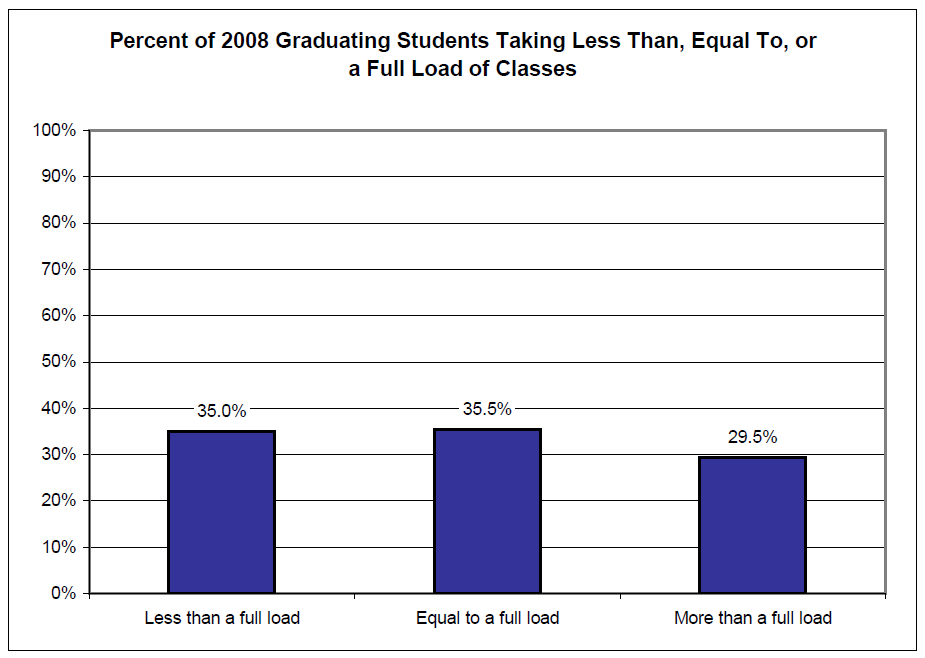 Percent of 2008 Graduating Students Taking Less Than, Equal To, or
a Full Load of Classes
100%
90%
80%
70%
60%
50%
40%
30%
20%
10%
0%
35.0%
35.5%
29.5%
Less than a full load
Equal to a full load
More than a full load